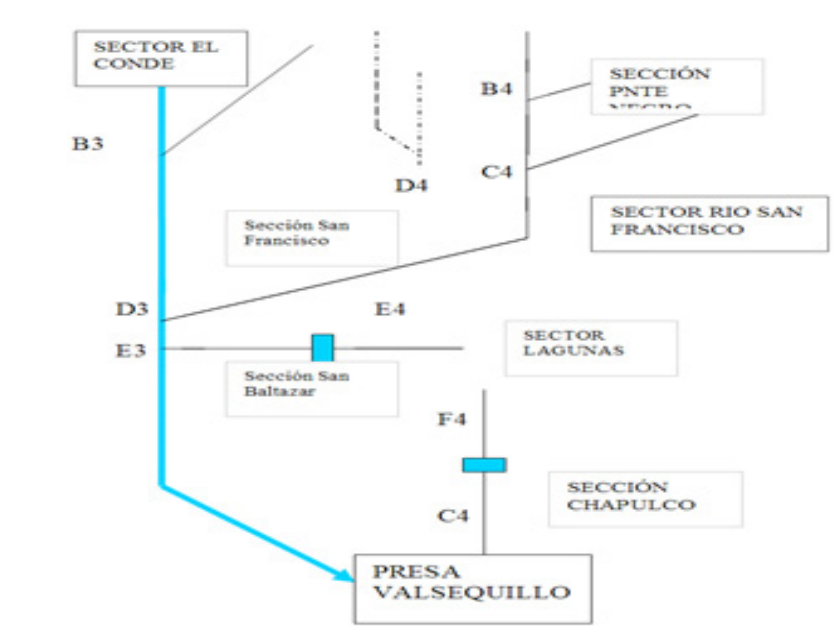 SECTOR EL
CONDE
B3
B4
SECCIÓN
PNTE
NEGRO
C4
D4
SECTOR RIO SAN
FRANCISCO
Sección San
Francisco
D3
E4
E3
SECTOR
LAGUNAS
Sección San
Baltazar
F4
SECCIÓN
CHAPULCO
C4
PRESA
VALSEQUILLO